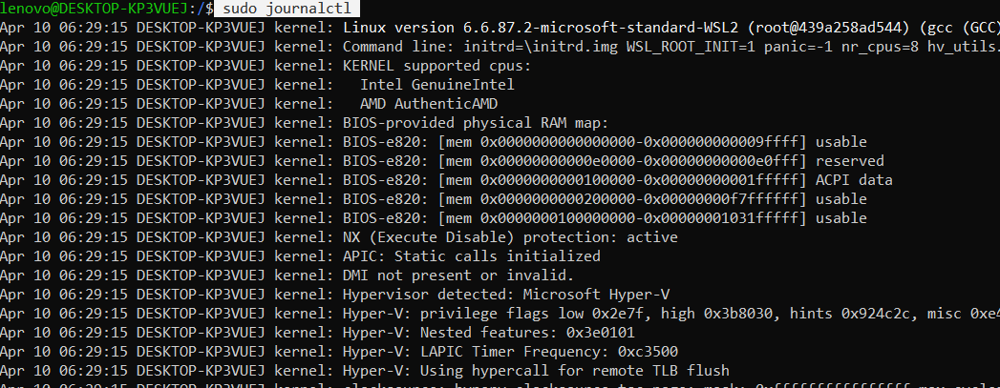 lenovo@DESKTOP-KP3VUEJ:/$ sudo journalctl
Apr 10 06:29:15 DESKTOP-KP3VUEJ kernel: Linux version 6.6.87.2-microsoft-standard-WSL2 (root@439a258ad544) (gcc (GCC)
Apr 10 06:29:15 DESKTOP-KP3VUEJ kernel: Command line: initrd=\initrd.img WSL_ROOT_INIT=1 panic=-1 nr_cpus=8 hv_utils.
Apr 10 06:29:15 DESKTOP-KP3VUEJ kernel: KERNEL supported cpus:
Apr 10 06:29:15 DESKTOP-KP3VUEJ kernel:   Intel GenuineIntel
Apr 10 06:29:15 DESKTOP-KP3VUEJ kernel:   AMD AuthenticAMD
Apr 10 06:29:15 DESKTOP-KP3VUEJ kernel: BIOS-provided physical RAM map:
Apr 10 06:29:15 DESKTOP-KP3VUEJ kernel: BIOS-e820: [mem 0x0000000000000000-0x000000000009ffff] usable
Apr 10 06:29:15 DESKTOP-KP3VUEJ kernel: BIOS-e820: [mem 0x00000000000e0000-0x00000000000e0fff] reserved
Apr 10 06:29:15 DESKTOP-KP3VUEJ kernel: BIOS-e820: [mem 0x0000000000100000-0x00000000001fffff] ACPI data
Apr 10 06:29:15 DESKTOP-KP3VUEJ kernel: BIOS-e820: [mem 0x0000000000200000-0x00000000f7ffffff] usable
Apr 10 06:29:15 DESKTOP-KP3VUEJ kernel: BIOS-e820: [mem 0x0000000100000000-0x00000001031fffff] usable
Apr 10 06:29:15 DESKTOP-KP3VUEJ kernel: NX (Execute Disable) protection: active
Apr 10 06:29:15 DESKTOP-KP3VUEJ kernel: APIC: Static calls initialized
Apr 10 06:29:15 DESKTOP-KP3VUEJ kernel: DMI not present or invalid.
Apr 10 06:29:15 DESKTOP-KP3VUEJ kernel: Hypervisor detected: Microsoft Hyper-V
Apr 10 06:29:15 DESKTOP-KP3VUEJ kernel: Hyper-V: privilege flags low 0x2e7f, high 0x3b8030, hints 0x924c2c, misc 0xe4
Apr 10 06:29:15 DESKTOP-KP3VUEJ kernel: Hyper-V: Nested features: 0x3e0101
Apr 10 06:29:15 DESKTOP-KP3VUEJ kernel: Hyper-V: LAPIC Timer Frequency: 0xc3500
Apr 10 06:29:15 DESKTOP-KP3VUEJ kernel: Hyper-V: Using hypercall for remote TLB flush